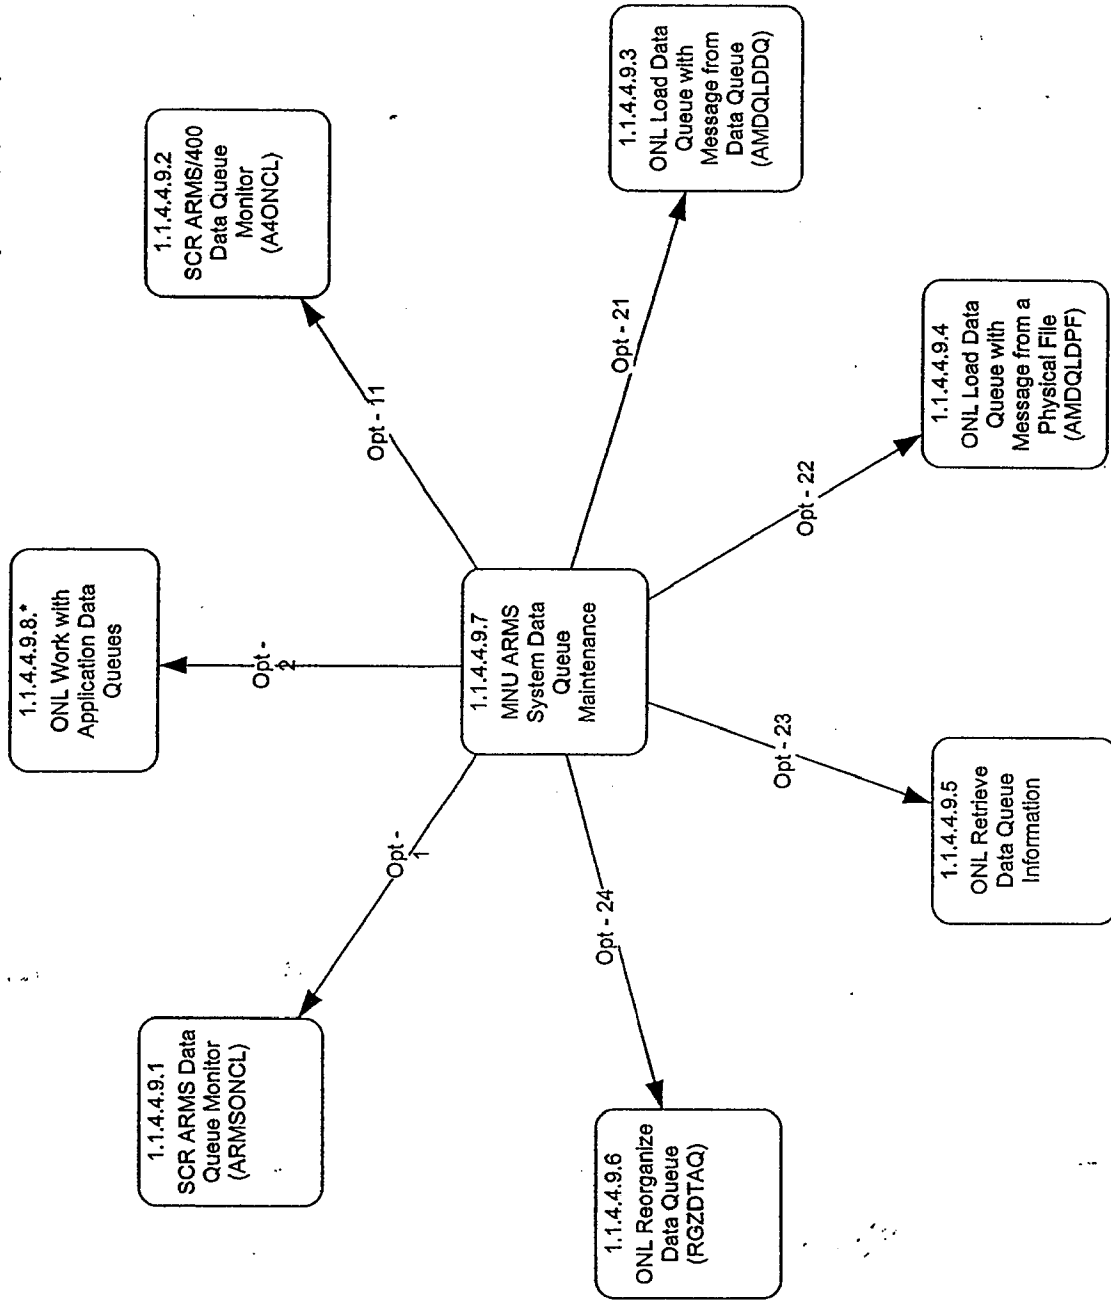 1.1.4.4.9.8.*
ONL Work with
Application Data
Queues
1.1.4.4.9.1
SCR ARMS Data
Queue Monitor
(ARMSONCL)
1.1.4.4.9.2
SCR ARMS/400
Data Queue
Monitor
(A4ONCL)
Opt -
2
Opt -
1
Opt - 11
1.1.4.4.9.7
MNU ARMS
System Data
Queue
Maintenance
1.1.4.4.9.6
ONL Reorganize
Data Queue
(RGZDTAQ)
Opt - 24
Opt - 21
1.1.4.4.9.3
ONL Load Data
Queue with
Message from
Data Queue
(AMDQLDDQ)
Opt - 23
Opt - 22
1.1.4.4.9.5
ONL Retrieve
Data Queue
Information
1.1.4.4.9.4
ONL Load Data
Queue with
Message from a
Physical File
(AMDQLDPF)